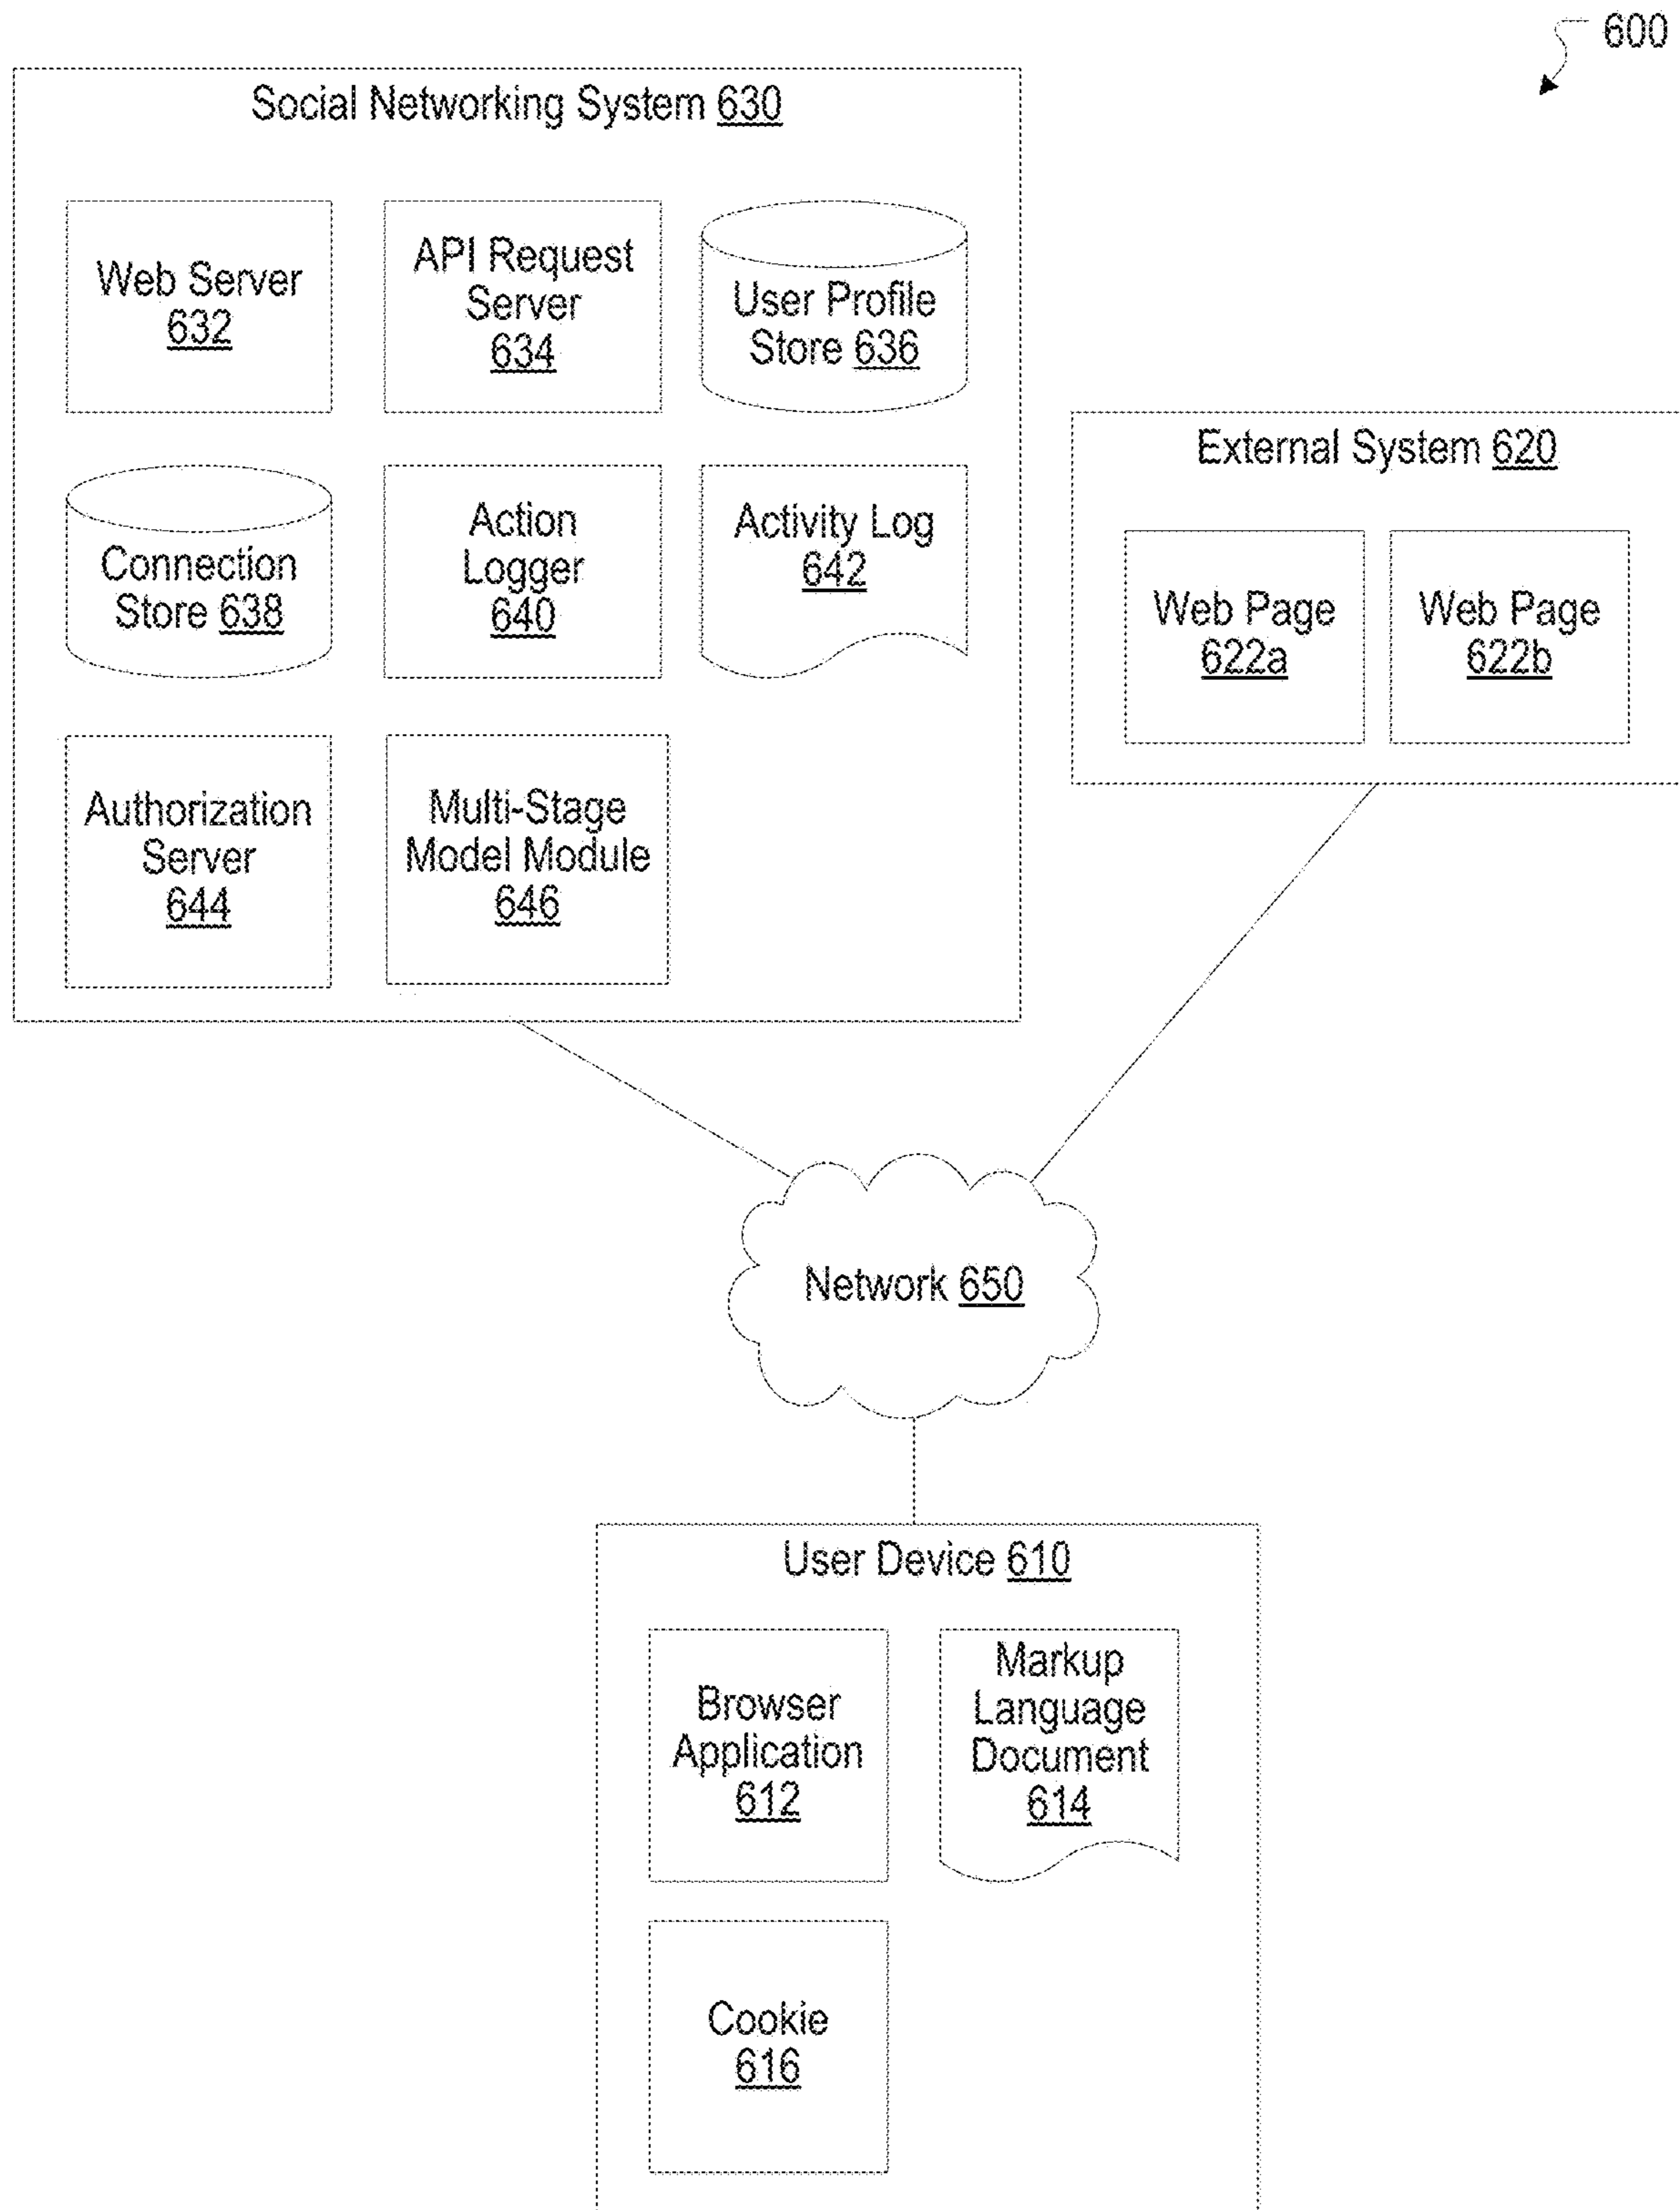 600
Social Networking System 630
Web Server
632
API Request
Server
634
User Profile
Store 636
Connection
Store 638
Action
Logger
640
Activity Log
642
Authorization
Server
644
Multi-Stage
Model Module
646
External System 620
Web Page
622a
Web Page
622b
Network 650
User Device 610
Browser
Application
612
Markup
Language
Document
614
Cookie
616